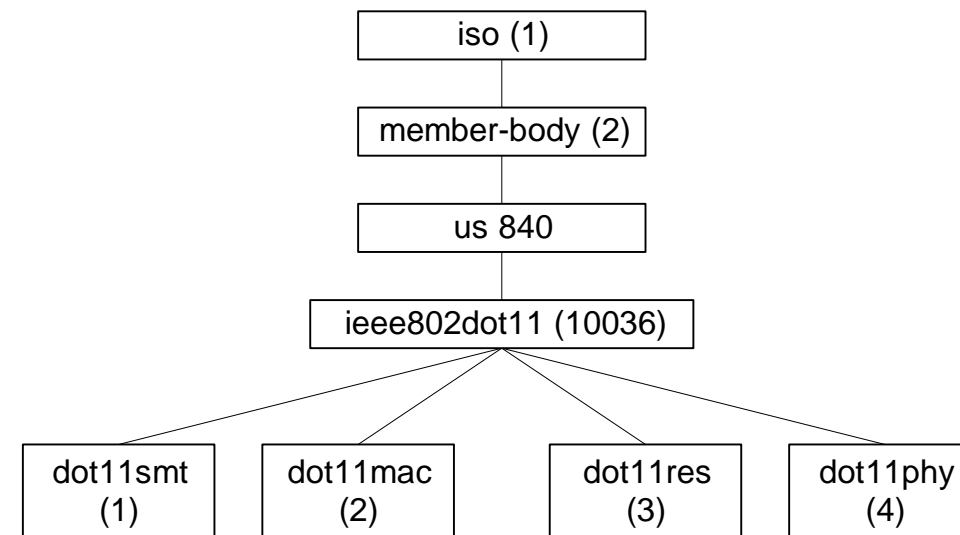 iso (1)
member-body (2)
us 840
ieee802dot11 (10036)
dot11smt
(1)
dot11mac
(2)
dot11res
(3)
dot11phy
(4)